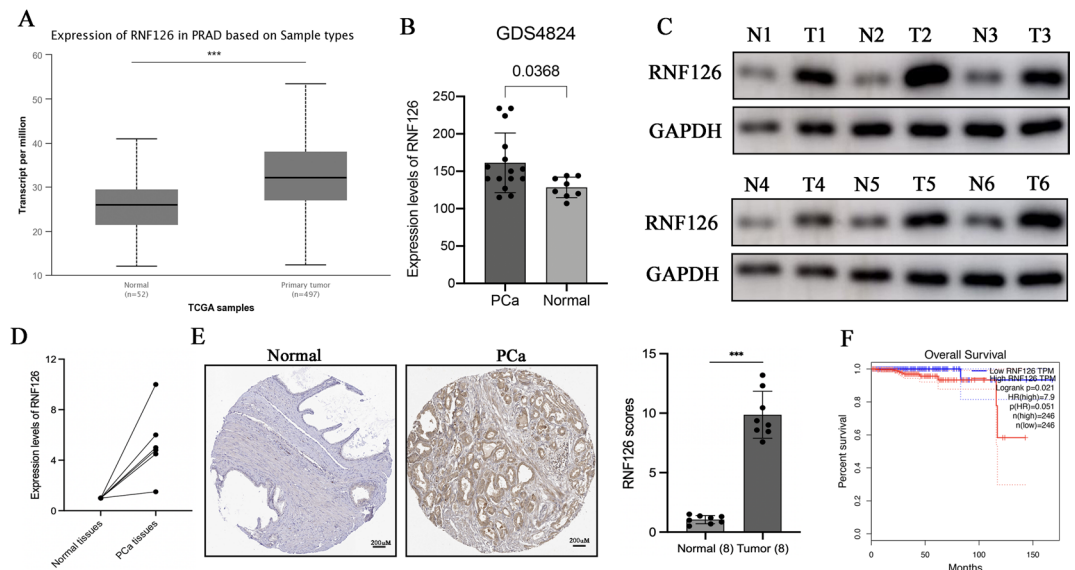 A
Expression of RNF126 in PRAD based on Sample types
***
Transcript per million
60
50
40
30
20
10
Normal
(n=52)
Primary tumor
(n=497)
TCGA samples
B
GDS4824
0.0368
Expression levels of RNF126
250
200
150
100
50
0
PCa
Normal
C
N1 T1 N2 T2 N3 T3
RNF126
GAPDH
N4 T4 N5 T5 N6 T6
RNF126
GAPDH
D
Expression levels of RNF126
12
8
4
0
Normal tissues
PCa tissues
E
Normal
PCa
200uM
200uM
***
RNF126 scores
15
10
5
0
Normal (8) Tumor (8)
F
Overall Survival
Low RNF126 TPM
High RNF126 TPM
Logrank p=0.021
HR(high)=7.9
p(HR)=0.051
n(high)=246
n(low)=246
Percent survival
1.0
0.8
0.6
0.4
0.2
0.0
0 50 100 150
Months